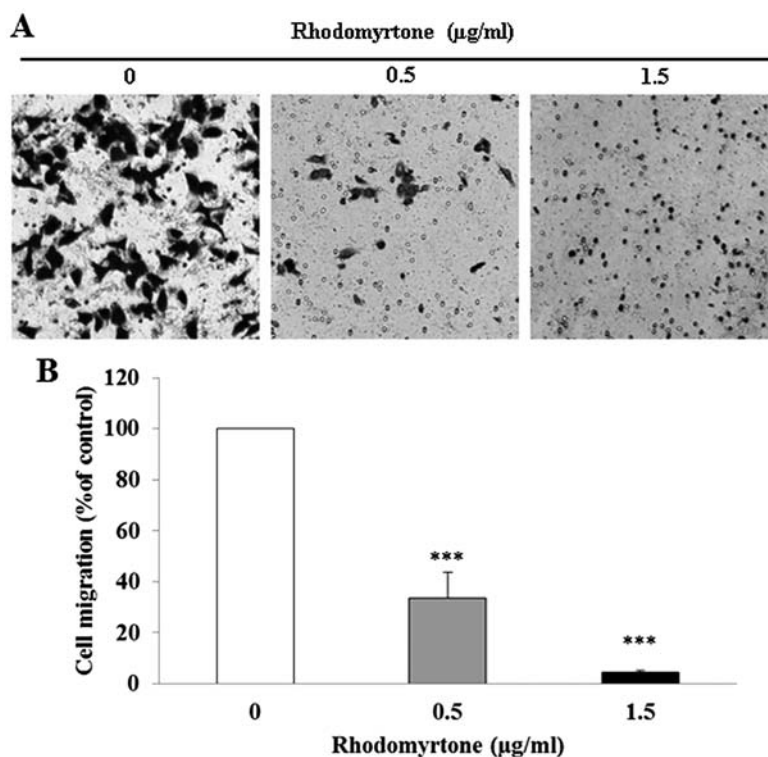 A
Rhodomyrtone (µg/ml)
0 0.5 1.5
B
Cell migration (% of control)
120
100
80
60
40
20
0
***
***
0 0.5 1.5
Rhodomyrtone (µg/ml)